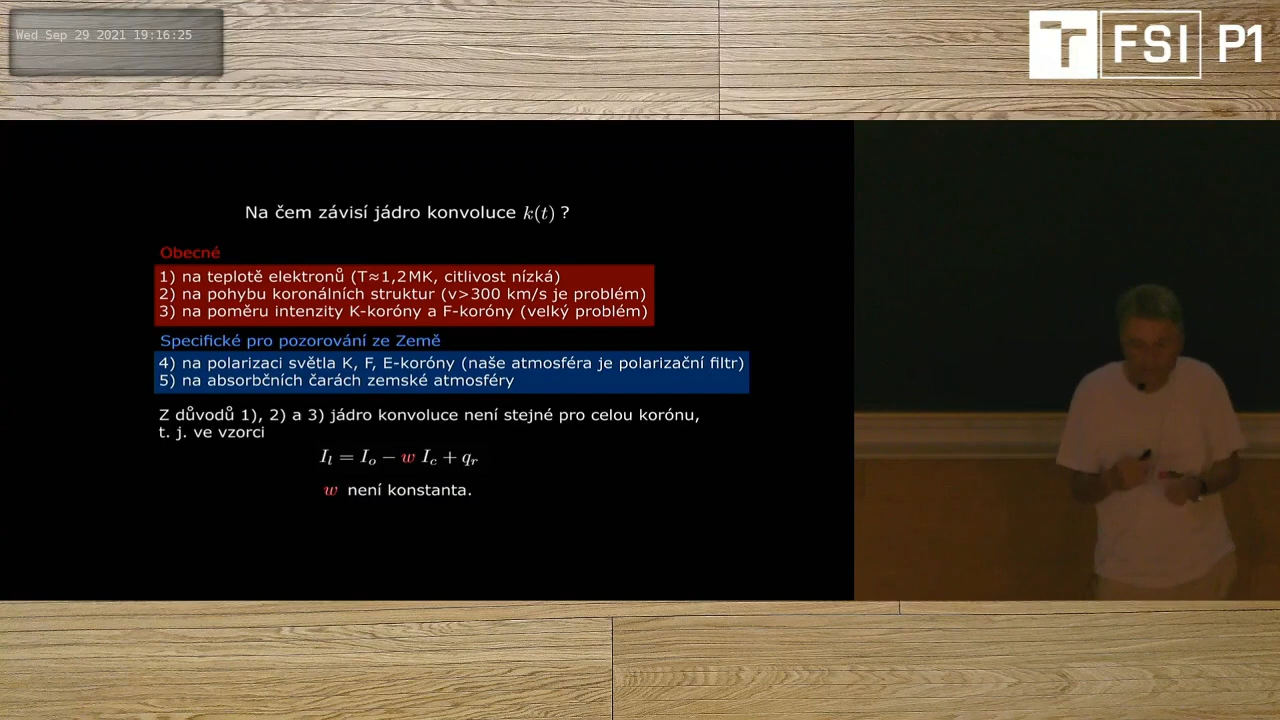 Wed Sep 29 2021 19:16:25
T FSI P1
Na čem závisí jádro konvoluce k(t) ?
Obecné
1) na teplotě elektronů (T≈1,2MK, citlivost nízká)
2) na pohybu koronálních struktur (v>300 km/s je problém)
3) na poměru intenzity K-koróny a F-koróny (velký problém)
Specifické pro pozorování ze Země
4) na polarizaci světla K, F, E-koróny (naše atmosféra je polarizační filtr)
5) na absorbčních čarách zemské atmosféry
Z důvodů 1), 2) a 3) jádro konvoluce není stejné pro celou korónu,
t. j. ve vzorci
I_l = I_o − w I_c + q_r
w není konstanta.